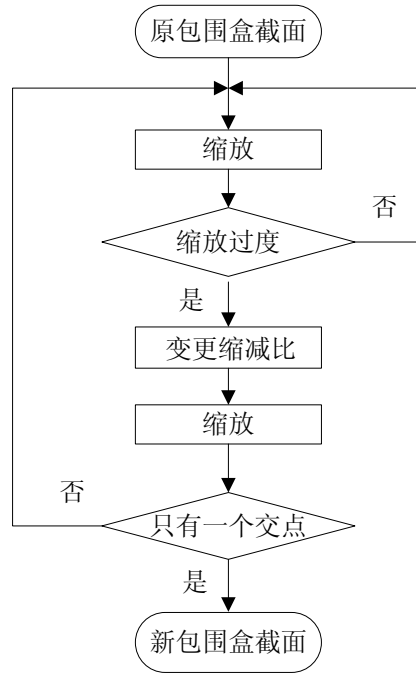 原包围盒截面
缩放
缩放过度
否
是
变更缩减比
缩放
否
只有一个交点
是
新包围盒截面